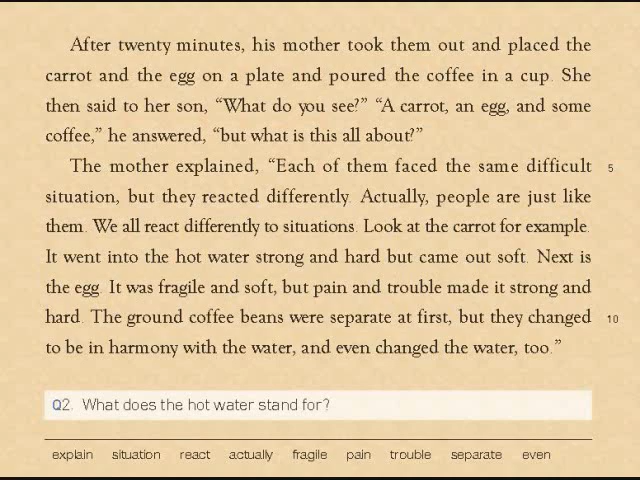 After twenty minutes, his mother took them out and placed the
carrot and the egg on a plate and poured the coffee in a cup. She
then said to her son, “What do you see?” “A carrot, an egg, and some
coffee,” he answered, “but what is this all about?”
The mother explained, “Each of them faced the same difficult 5
situation, but they reacted differently. Actually, people are just like
them. We all react differently to situations. Look at the carrot for example.
It went into the hot water strong and hard but came out soft. Next is
the egg. It was fragile and soft, but pain and trouble made it strong and
hard. The ground coffee beans were separate at first, but they changed 10
to be in harmony with the water, and even changed the water, too.”
Q2. What does the hot water stand for?
explain situation react actually fragile pain trouble separate even